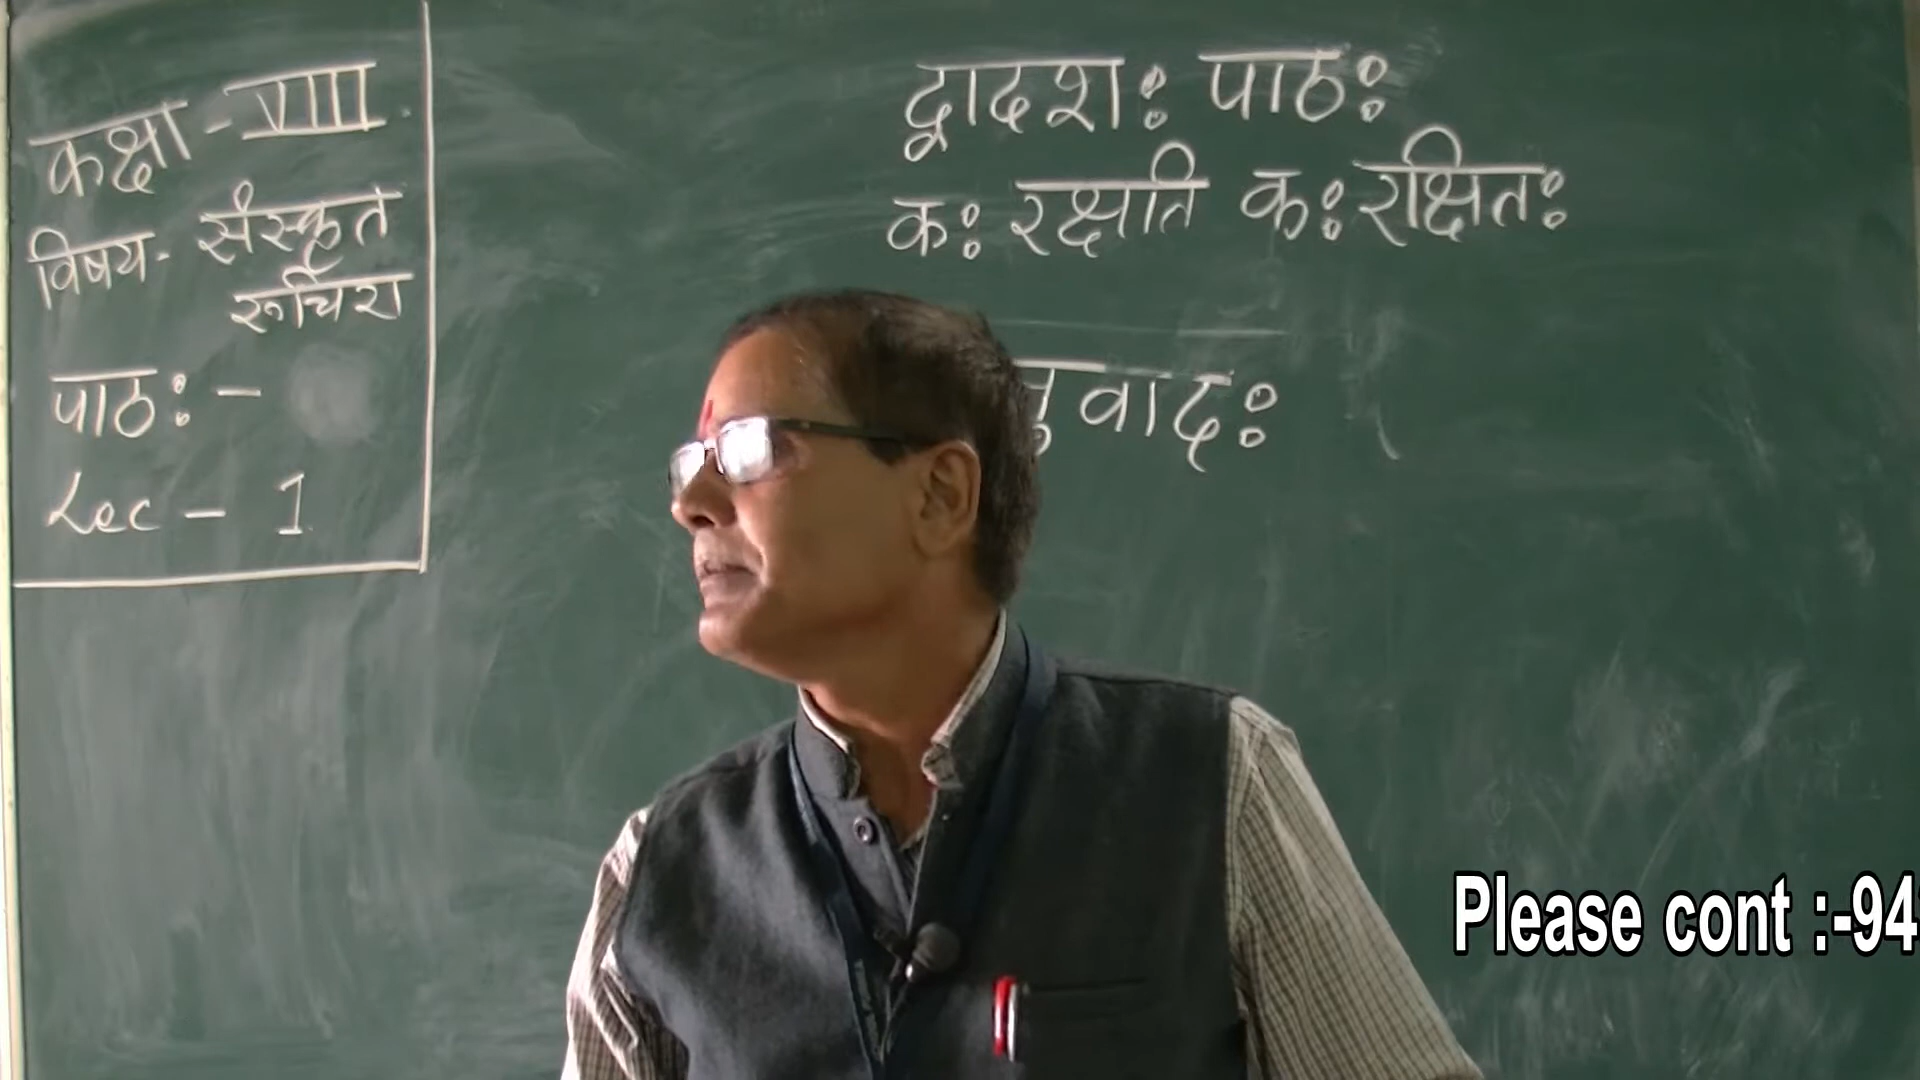 कक्षा - VIII
विषय - संस्कृत
रूचिरा
पाठः -
Lec - 1
द्वादशः पाठः
कः रक्षति कः रक्षितः
नुवादः
Please cont :-94